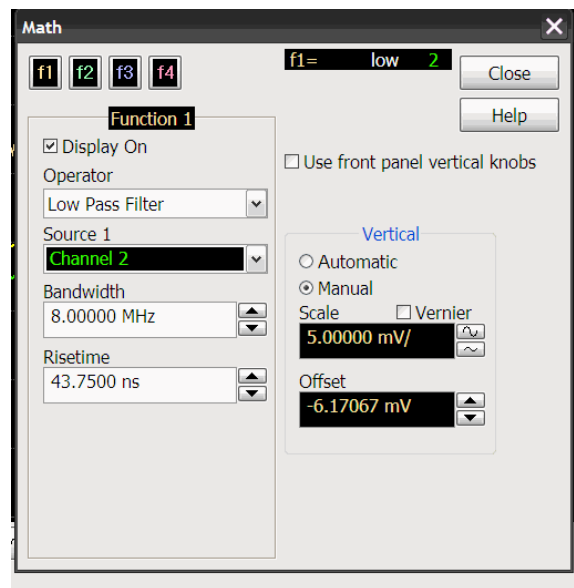 Math
f1 f2 f3 f4
f1= low 2
Close
Help
Function 1
Display On
Operator
Low Pass Filter
Source 1
Channel 2
Bandwidth
8.00000 MHz
Risetime
43.7500 ns
Use front panel vertical knobs
Vertical
Automatic
Manual
Scale Vernier
5.00000 mV/
Offset
-6.17067 mV